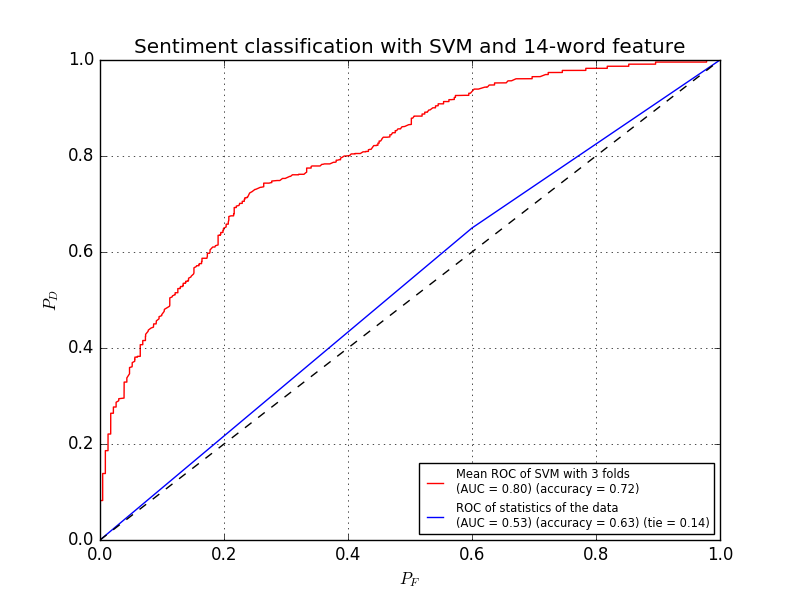 Sentiment classification with SVM and 14-word feature
1.0
0.8
0.6
0.4
0.2
0.0
P_D
0.0 0.2 0.4 0.6 0.8 1.0
P_F
Mean ROC of SVM with 3 folds
(AUC = 0.80) (accuracy = 0.72)
ROC of statistics of the data
(AUC = 0.53) (accuracy = 0.63) (tie = 0.14)